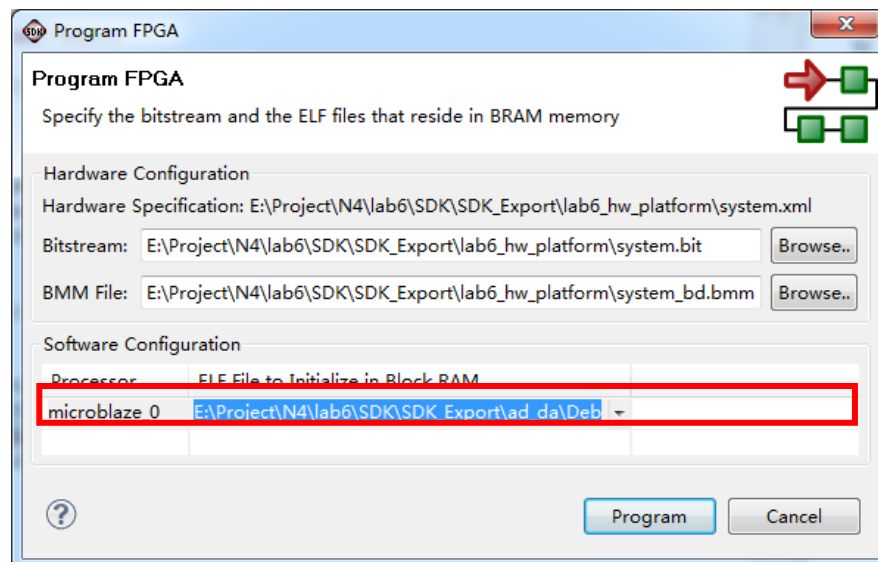 SDK Program FPGA
Program FPGA
Specify the bitstream and the ELF files that reside in BRAM memory
Hardware Configuration
Hardware Specification: E:\Project\N4\lab6\SDK\SDK_Export\lab6_hw_platform\system.xml
Bitstream: E:\Project\N4\lab6\SDK\SDK_Export\lab6_hw_platform\system.bit Browse..
BMM File: E:\Project\N4\lab6\SDK\SDK_Export\lab6_hw_platform\system_bd.bmm Browse..
Software Configuration
Processor ELF File to Initialize in Block RAM
microblaze_0 E:\Project\N4\lab6\SDK\SDK_Export\ad_da\Deb
? Program Cancel